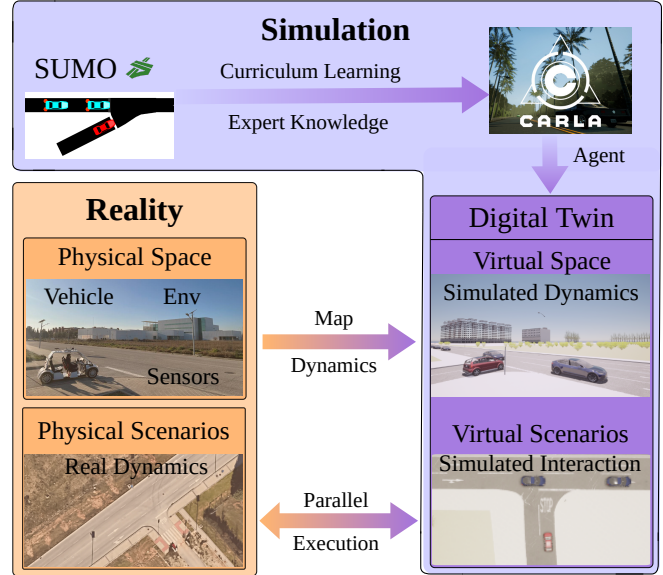 Simulation
SUMO
Curriculum Learning
Expert Knowledge
CARLA
Agent
Reality
Physical Space
Vehicle
Env
Sensors
Physical Scenarios
Real Dynamics
Map
Dynamics
Parallel
Execution
Digital Twin
Virtual Space
Simulated Dynamics
Virtual Scenarios
Simulated Interaction